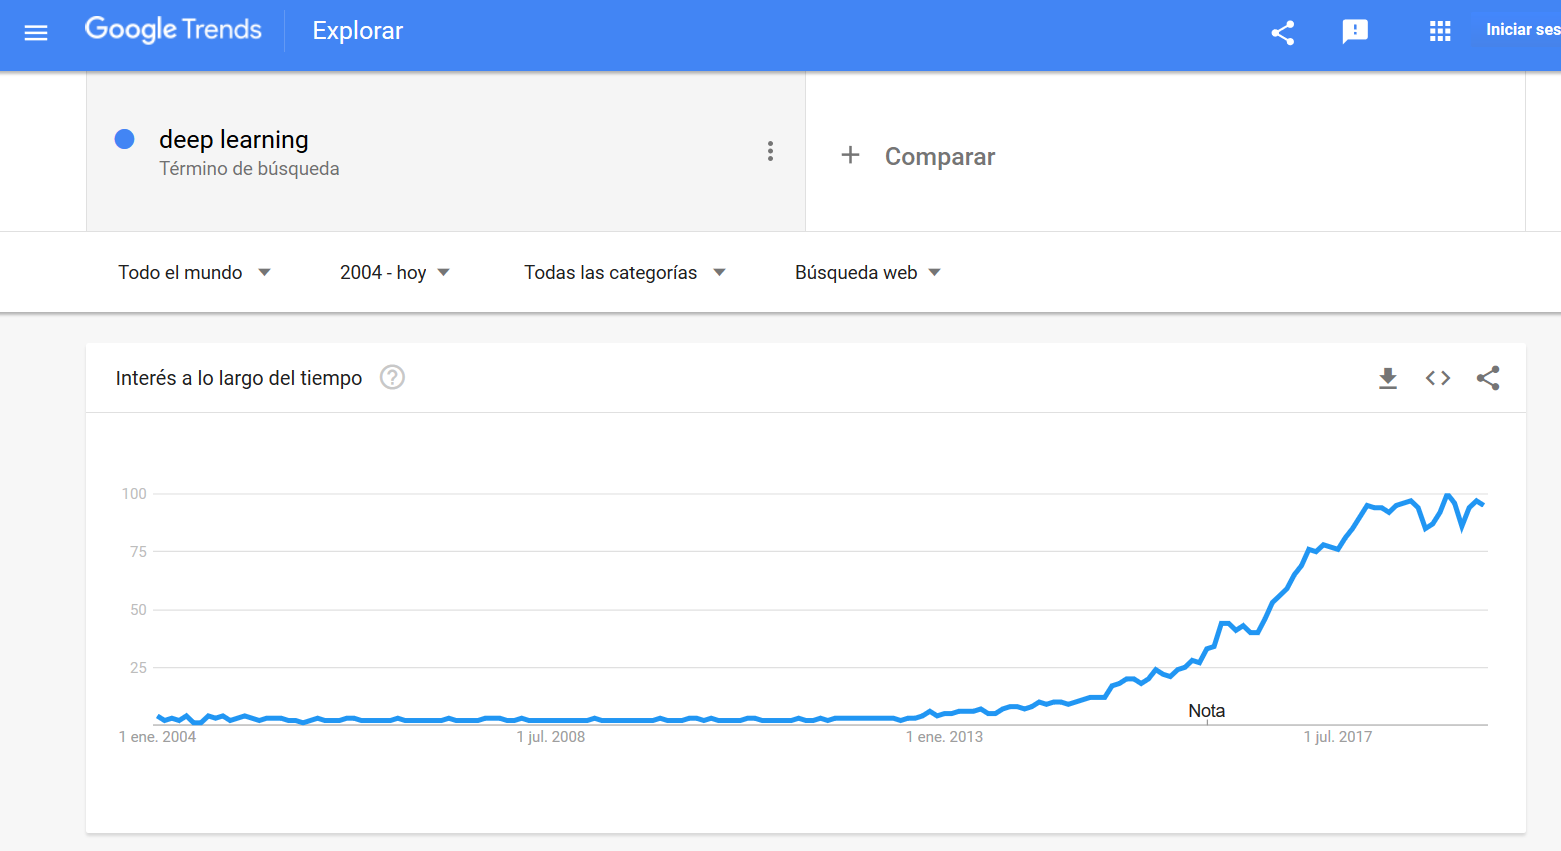 Google Trends
Explorar
Iniciar ses
deep learning
Término de búsqueda
+ Comparar
Todo el mundo
2004 - hoy
Todas las categorías
Búsqueda web
Interés a lo largo del tiempo
?
100
75
50
25
Nota
1 ene. 2004
1 jul. 2008
1 ene. 2013
1 jul. 2017